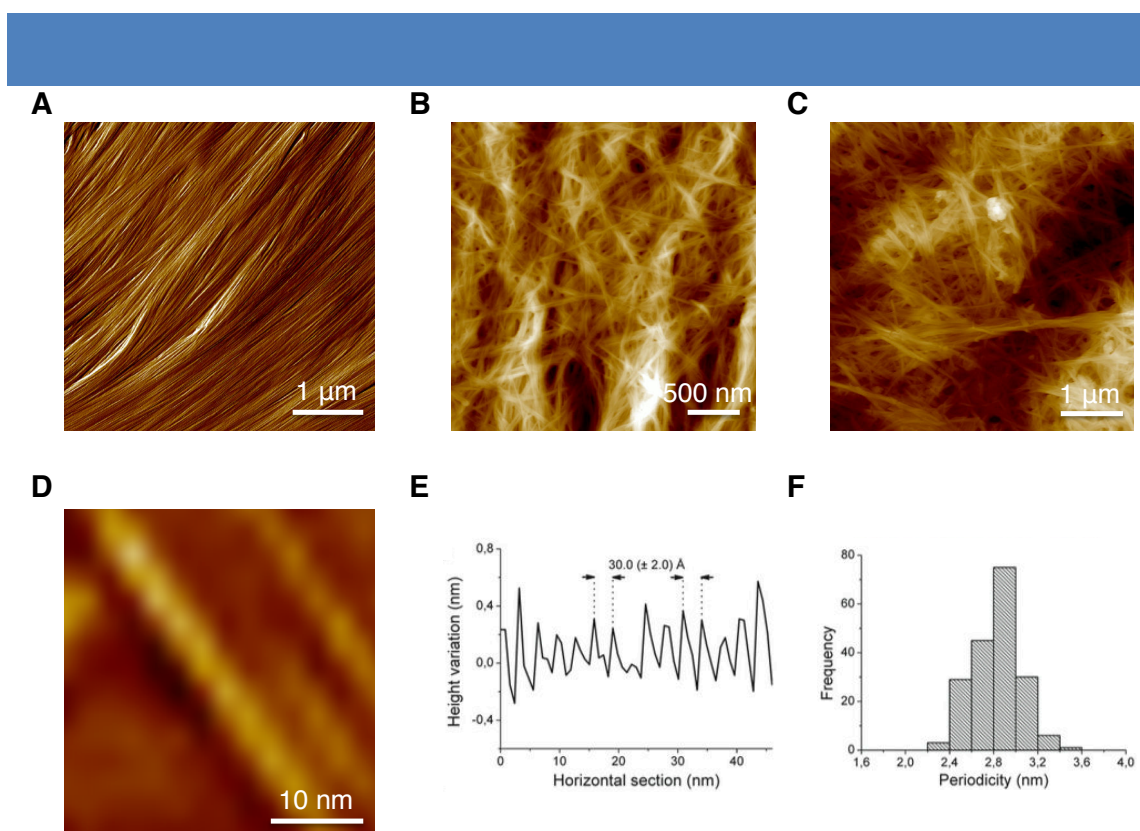 A
B
C
1 μm
500 nm
1 μm
D
E
F
Height variation (nm)
0,8
0,4
0,0
-0,4
30.0 (± 2.0) Å
0 10 20 30 40
Horizontal section (nm)
Frequency
80
60
40
20
0
1,6 2,0 2,4 2,8 3,2 3,6 4,0
Periodicity (nm)
10 nm